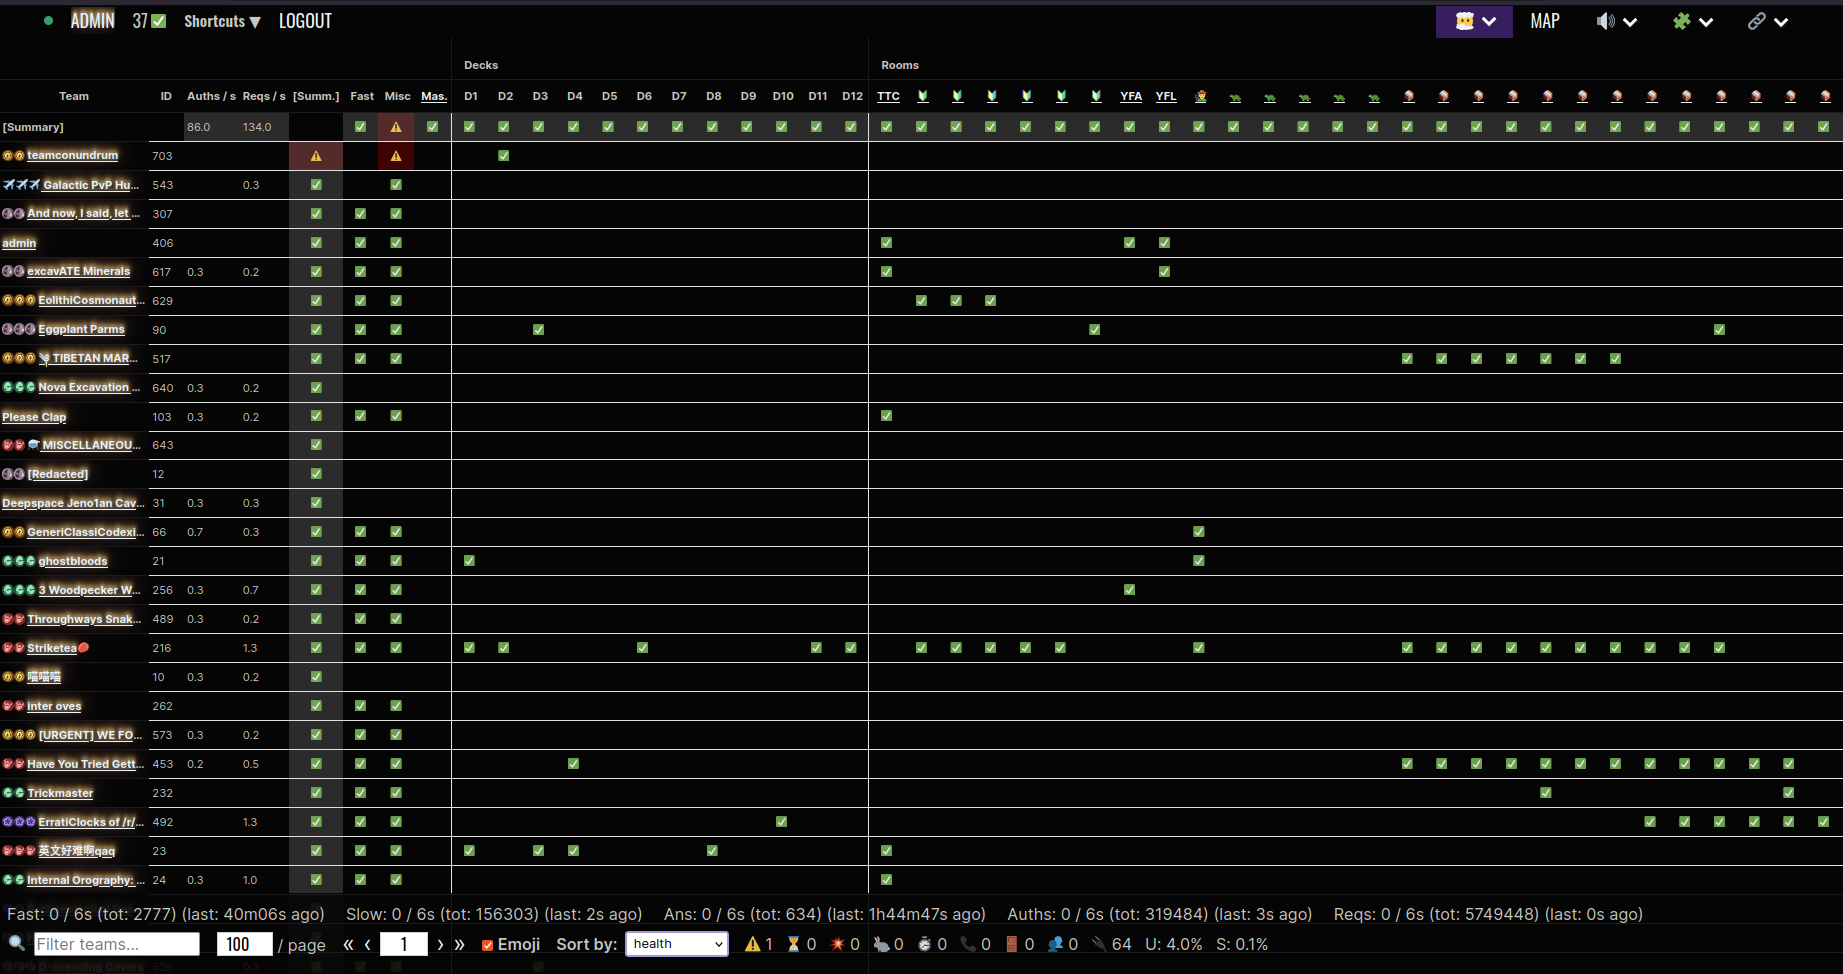 ADMIN 37✅ Shortcuts ▼ LOGOUT MAP
Decks Rooms
Team ID Auths / s Reqs / s [Summ.] Fast Misc Mas. D1 D2 D3 D4 D5 D6 D7 D8 D9 D10 D11 D12 TTC YFA YFL
[Summary] 86.0 134.0
teamconundrum 703
Galactic PvP Hu... 543 0.3
And now, I said, let ... 307
admin 406
excavATE Minerals 617 0.3 0.2
EolithiCosmonaut... 629
Eggplant Parms 90
TIBETAN MAR... 517
Nova Excavation ... 640 0.3 0.2
Please Clap 103 0.3 0.2
MISCELLANEOU... 643
[Redacted] 12
Deepspace Jeno1an Cav... 31 0.3 0.3
GeneriClassiCodexi... 66 0.7 0.3
ghostbloods 21
3 Woodpecker W... 256 0.3 0.7
Throughways Snak... 489 0.3 0.2
Striketea 216 1.3
喵喵喵 10 0.3 0.2
inter oves 262
[URGENT] WE FO... 573 0.3 0.2
Have You Tried Gett... 453 0.2 0.5
Trickmaster 232
ErratiClocks of /r/... 492 1.3
英文好难啊qaq 23
Internal Orography: ... 24 0.3 1.0
Fast: 0 / 6s (tot: 2777) (last: 40m06s ago) Slow: 0 / 6s (tot: 156303) (last: 2s ago) Ans: 0 / 6s (tot: 634) (last: 1h44m47s ago) Auths: 0 / 6s (tot: 319484) (last: 3s ago) Reqs: 0 / 6s (tot: 5749448) (last: 0s ago)
Filter teams... 100 / page « ‹ 1 › » Emoji Sort by: health 1 0 0 0 0 0 0 0 64 U: 4.0% S: 0.1%
D-scending Cavers 526 0.3